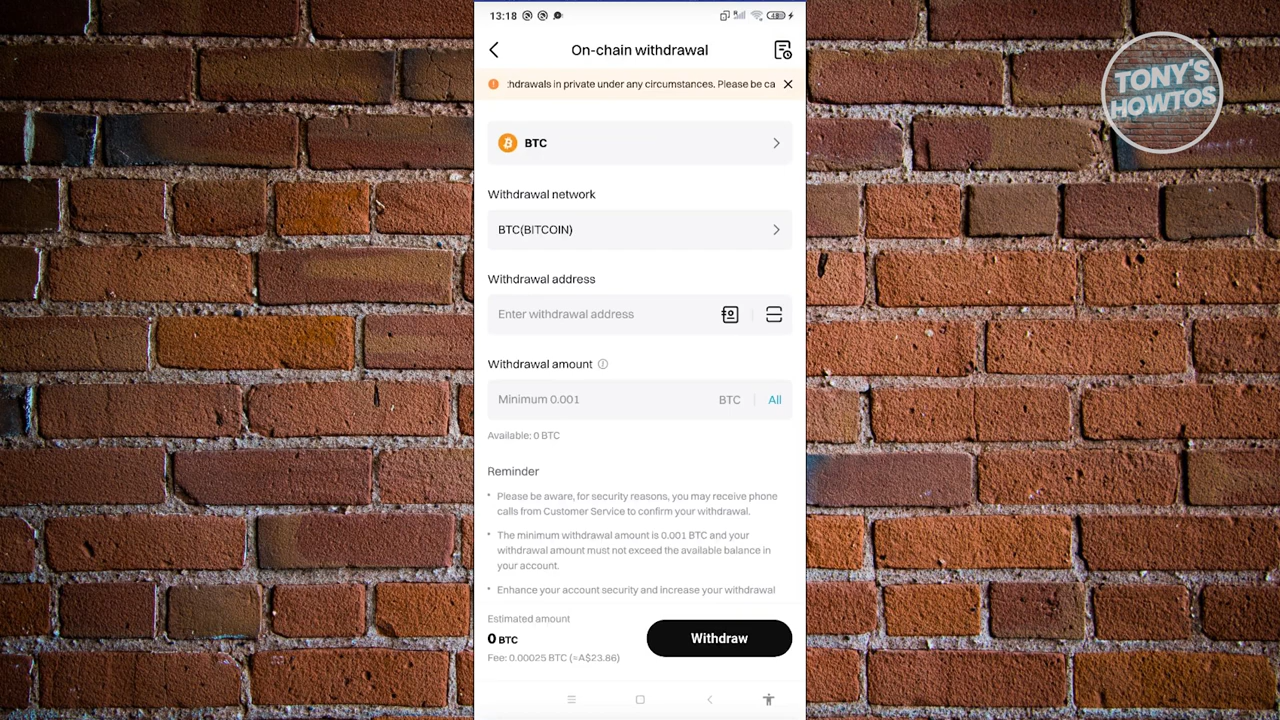 13:18
On-chain withdrawal
:hdrawals in private under any circumstances. Please be ca
BTC
Withdrawal network
BTC(BITCOIN)
Withdrawal address
Enter withdrawal address
Withdrawal amount
Minimum 0.001 BTC All
Available: 0 BTC
Reminder
Please be aware, for security reasons, you may receive phone
calls from Customer Service to confirm your withdrawal.
The minimum withdrawal amount is 0.001 BTC and your
withdrawal amount must not exceed the available balance in
your account.
Enhance your account security and increase your withdrawal
Estimated amount
0 BTC
Fee: 0.00025 BTC (≈A$23.86)
Withdraw
TONY'S
HOWTOS